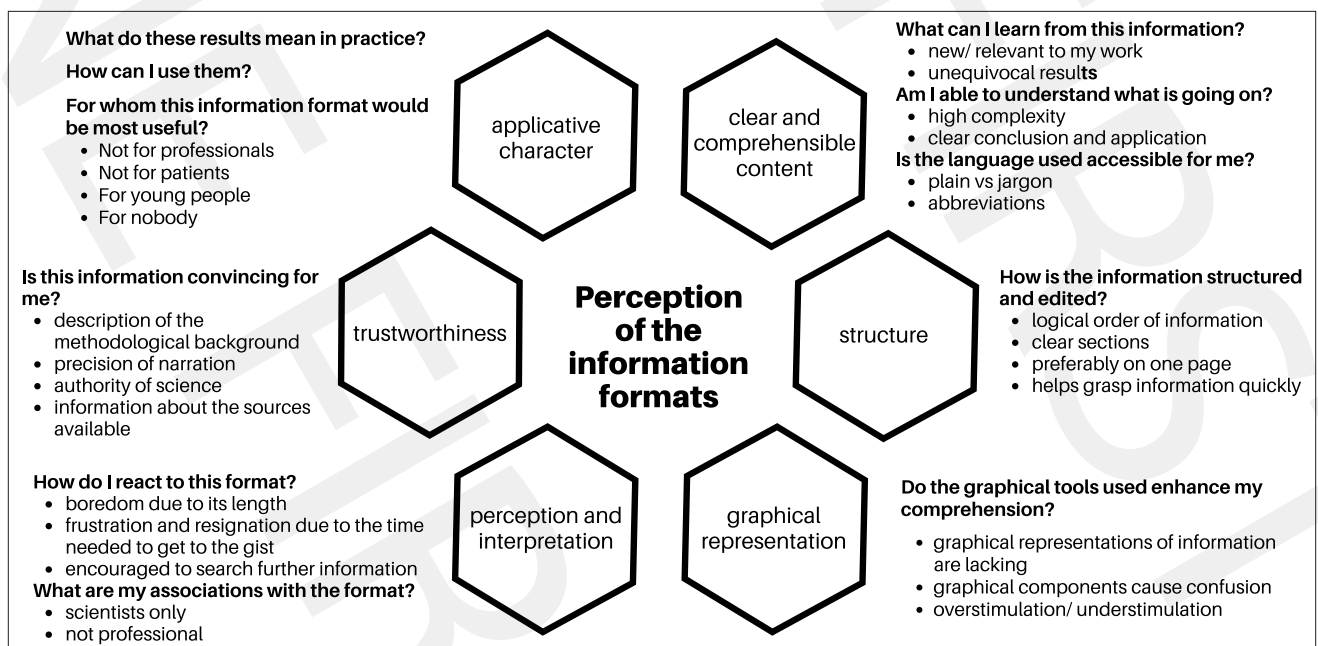 What do these results mean in practice?
How can I use them?
For whom this information format would
be most useful?
• Not for professionals
• Not for patients
• For young people
• For nobody
applicative
character
clear and
comprehensible
content
What can I learn from this information?
• new/ relevant to my work
• unequivocal results
Am I able to understand what is going on?
• high complexity
• clear conclusion and application
Is the language used accessible for me?
• plain vs jargon
• abbreviations
Is this information convincing for
me?
• description of the
methodological background
• precision of narration
• authority of science
• information about the sources
available
trustworthiness
Perception
of the
information
formats
structure
How is the information structured
and edited?
• logical order of information
• clear sections
• preferably on one page
• helps grasp information quickly
How do I react to this format?
• boredom due to its length
• frustration and resignation due to the time
needed to get to the gist
• encouraged to search further information
What are my associations with the format?
• scientists only
• not professional
perception and
interpretation
graphical
representation
Do the graphical tools used enhance my
comprehension?
• graphical representations of information
are lacking
• graphical components cause confusion
• overstimulation/ understimulation